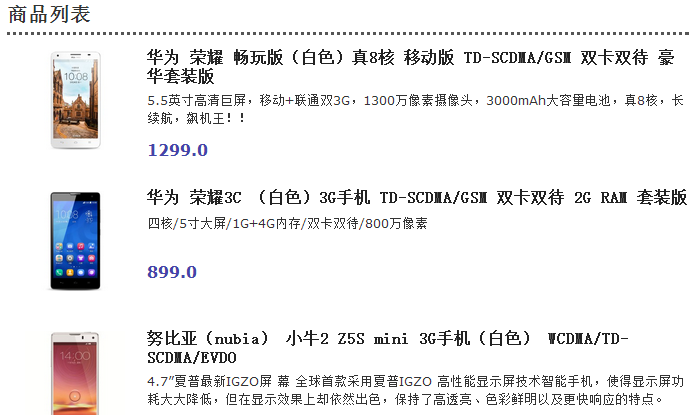 商品列表
华为 荣耀 畅玩版（白色）真8核 移动版 TD-SCDMA/GSM 双卡双待 豪
华套装版
5.5英寸高清巨屏，移动+联通双3G，1300万像素摄像头，3000mAh大容量电池，真8核，长
续航，飙机王！！
1299.0
华为 荣耀3C （白色）3G手机 TD-SCDMA/GSM 双卡双待 2G RAM 套装版
四核/5寸大屏/1G+4G内存/双卡双待/800万像素
899.0
努比亚（nubia） 小牛2 Z5S mini 3G手机（白色） WCDMA/TD-
SCDMA/EVDO
4.7”夏普最新IGZO屏 幕 全球首款采用夏普IGZO 高性能显示屏技术智能手机，使得显示屏功
耗大大降低，但在显示效果上却依然出色，保持了高透亮、色彩鲜明以及更快响应的特点。